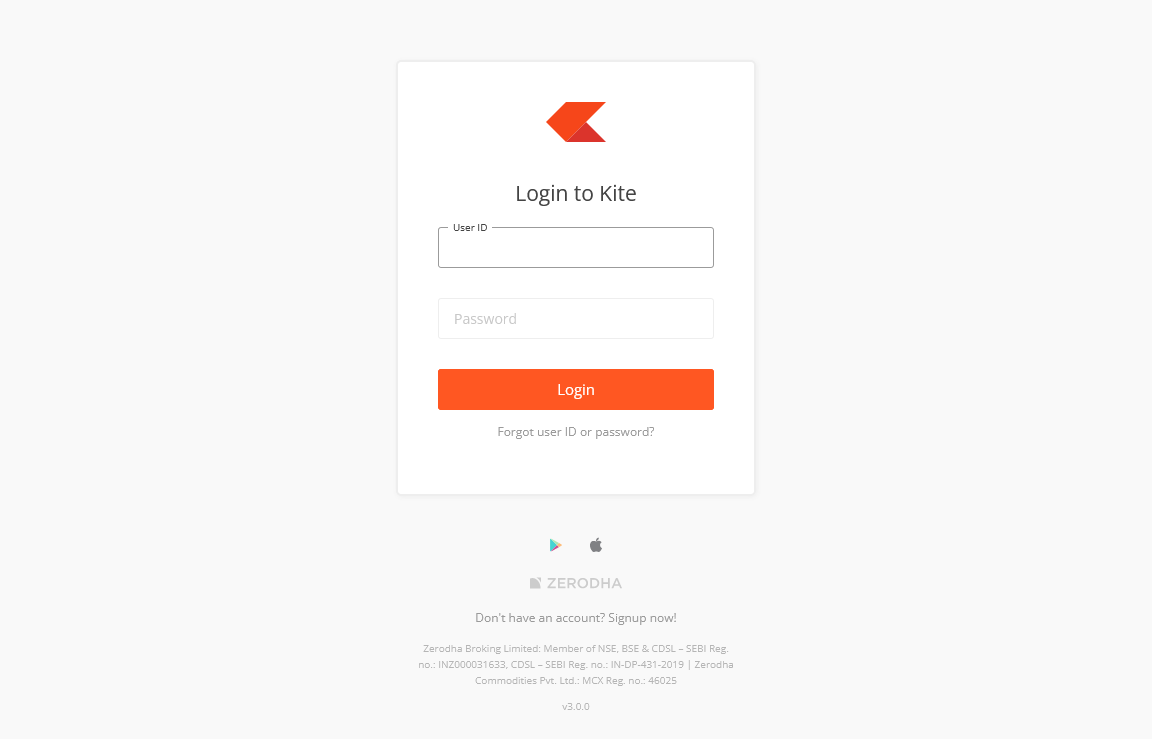 Login to Kite
User ID
Password
Login
Forgot user ID or password?
ZERODHA
Don't have an account? Signup now!
Zerodha Broking Limited: Member of NSE, BSE & CDSL – SEBI Reg.
no.: INZ000031633, CDSL – SEBI Reg. no.: IN-DP-431-2019 | Zerodha
Commodities Pvt. Ltd.: MCX Reg. no.: 46025
v3.0.0